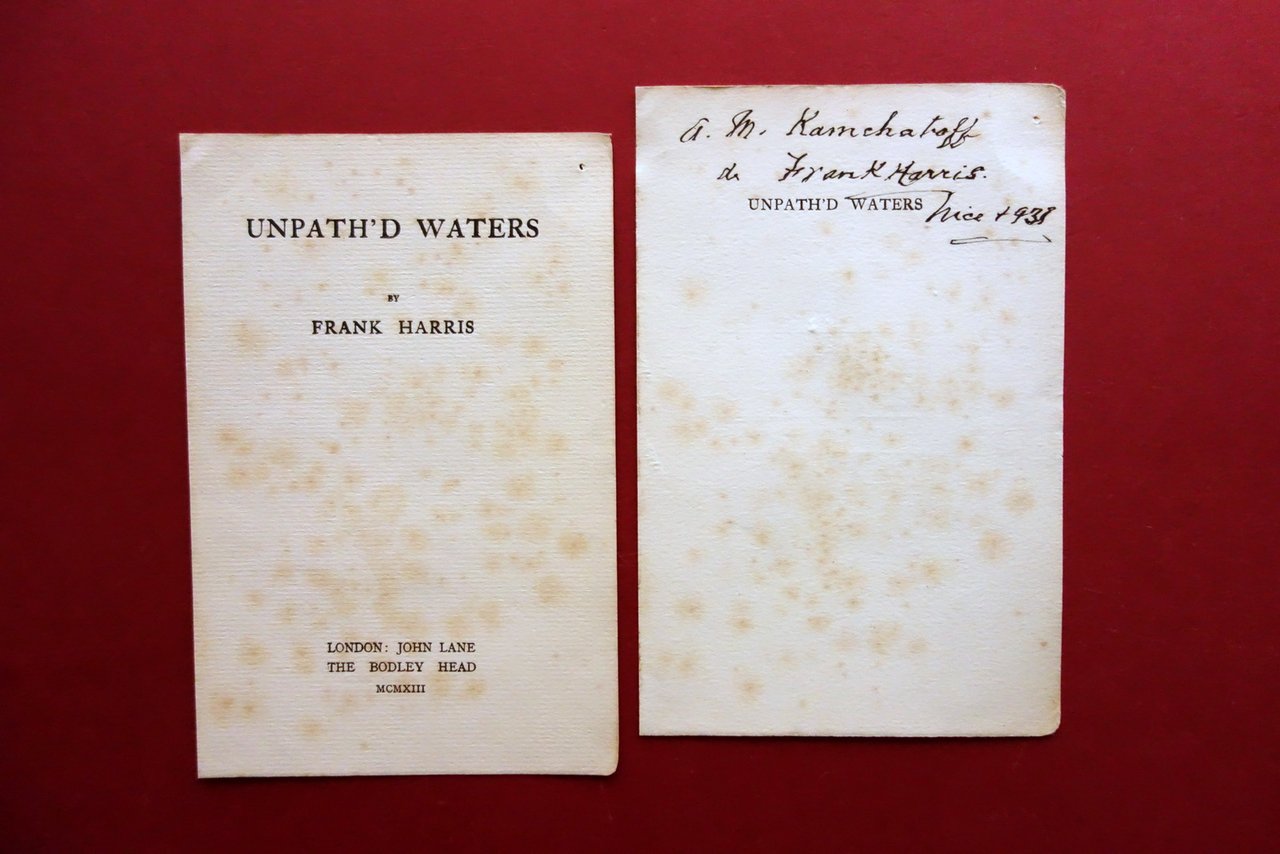 UNPATH'D WATERS
BY
FRANK HARRIS
LONDON: JOHN LANE
THE BODLEY HEAD
MCMXIII
a. M. Kamchatoff
de Frank Harris.
UNPATH'D WATERS
Nice